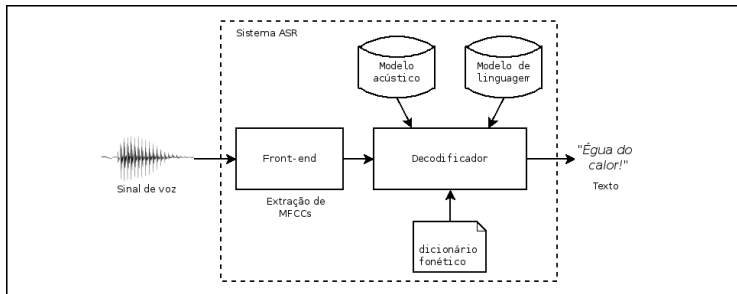 Sistema ASR
Modelo
acústico
Modelo de
linguagem
Front-end
Decodificador
"Égua do
calor!"
Sinal de voz
Texto
Extração de
MFCCs
dicionário
fonético